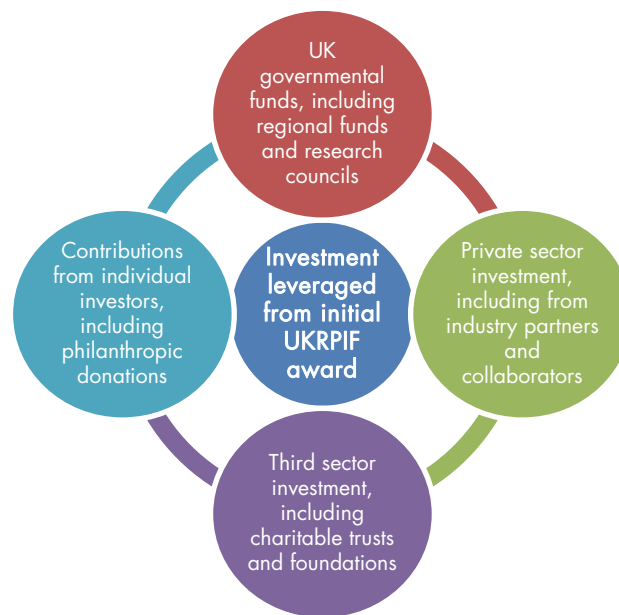 UK
governmental
funds, including
regional funds
and research
councils
Contributions
from individual
investors,
including
philanthropic
donations
Investment
leveraged
from initial
UKRPIF
award
Private sector
investment,
including from
industry partners
and
collaborators
Third sector
investment,
including
charitable trusts
and foundations